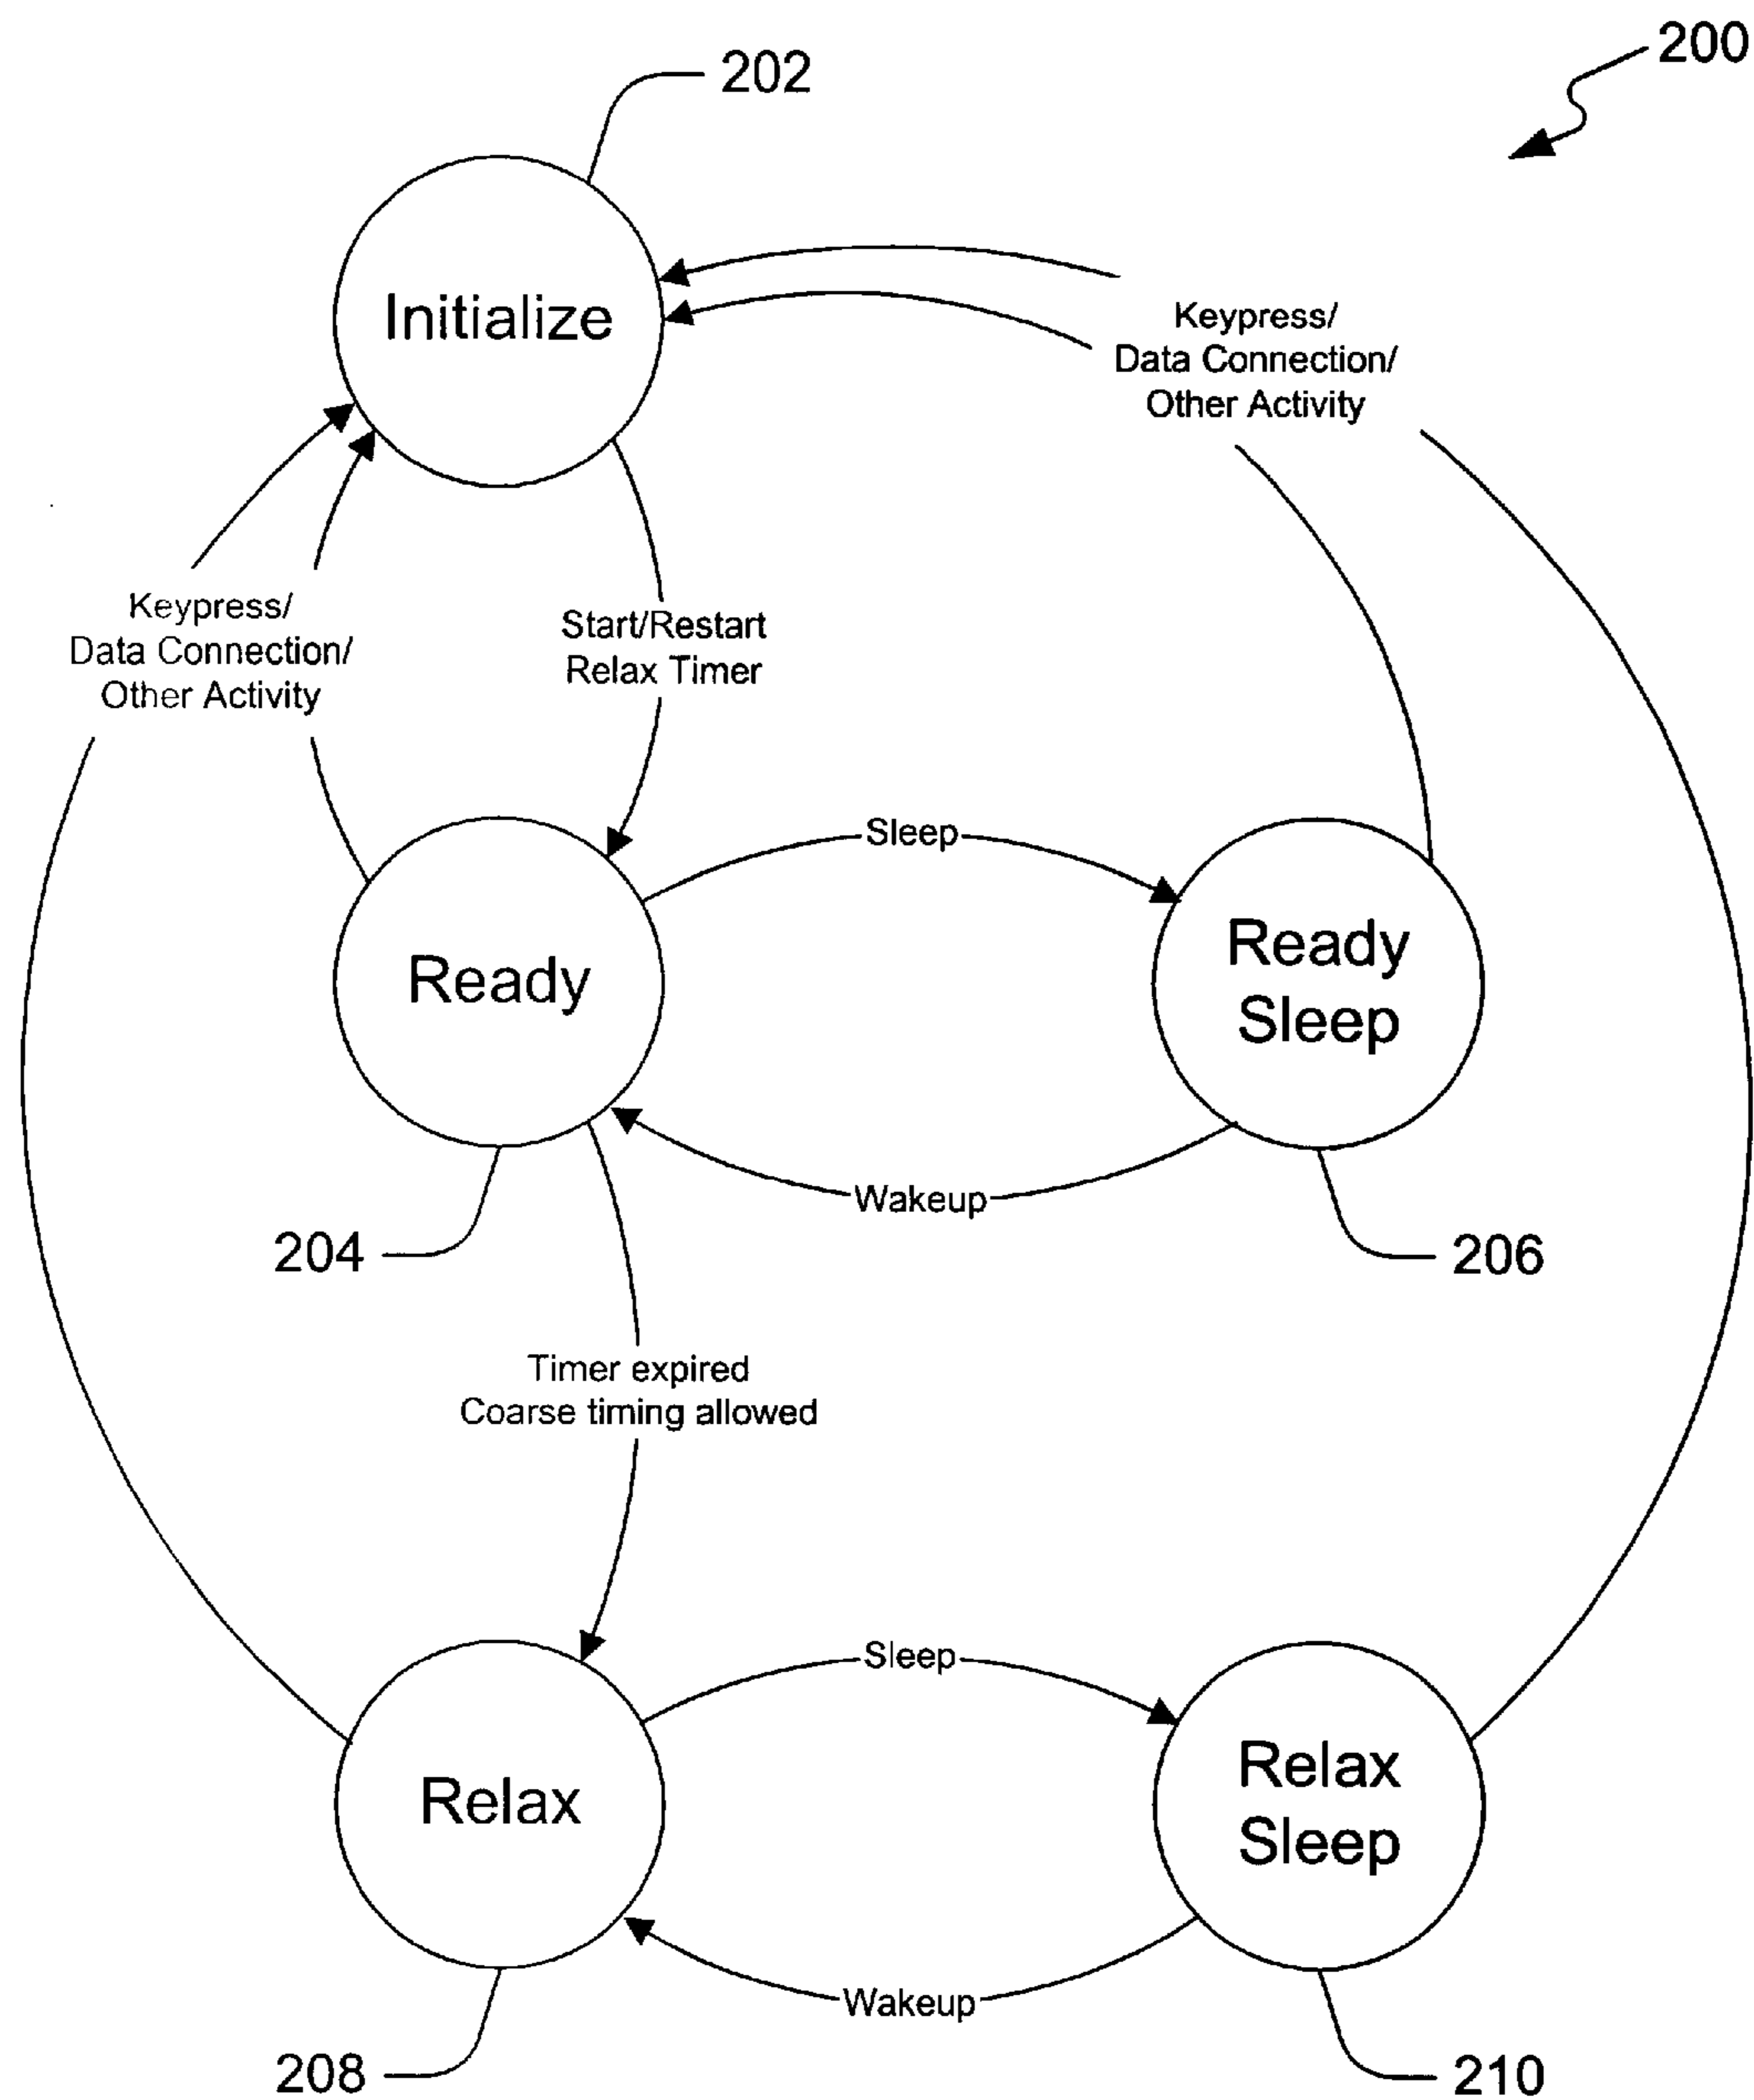 200
202
Initialize
Keypress/
Data Connection/
Other Activity
Keypress/
Data Connection/
Other Activity
Start/Restart
Relax Timer
Sleep
Ready
Ready
Sleep
Wakeup
204
206
Timer expired
Coarse timing allowed
Sleep
Relax
Relax
Sleep
Wakeup
208
210